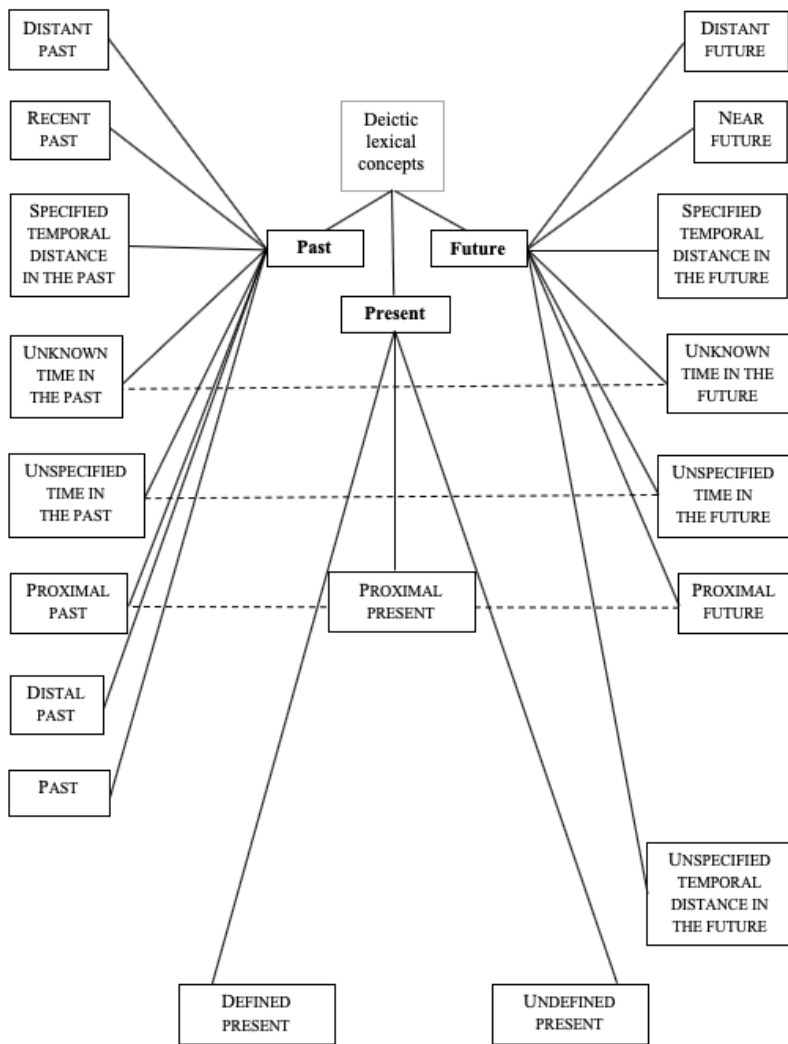 DISTANT
PAST
DISTANT
FUTURE
RECENT
PAST
Deictic
lexical
concepts
NEAR
FUTURE
SPECIFIED
TEMPORAL
DISTANCE
IN THE PAST
Past
Future
SPECIFIED
TEMPORAL
DISTANCE IN
THE FUTURE
Present
UNKNOWN
TIME IN
THE PAST
UNKNOWN
TIME IN THE
FUTURE
UNSPECIFIED
TIME IN
THE PAST
UNSPECIFIED
TIME IN
THE FUTURE
PROXIMAL
PAST
PROXIMAL
PRESENT
PROXIMAL
FUTURE
DISTAL
PAST
PAST
UNSPECIFIED
TEMPORAL
DISTANCE IN
THE FUTURE
DEFINED
PRESENT
UNDEFINED
PRESENT